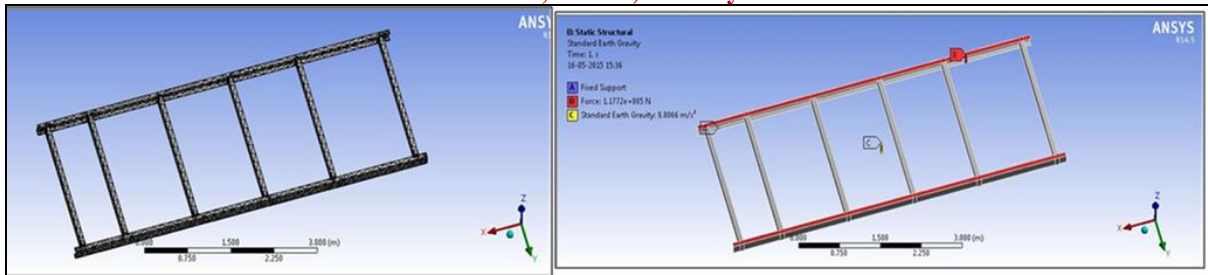 ANSYS
R1
Z
X
Y
0.000
1.500
3.000 (m)
0.750
2.250
B: Static Structural
Standard Earth Gravity
Time: 1. s
16-05-2015 15:36
A Fixed Support
B Force: 1.1772e+005 N
C Standard Earth Gravity: 9.8066 m/s²
ANSYS
R14.5
B
C
Z
X
Y
0.000
1.500
3.000 (m)
0.750
2.250